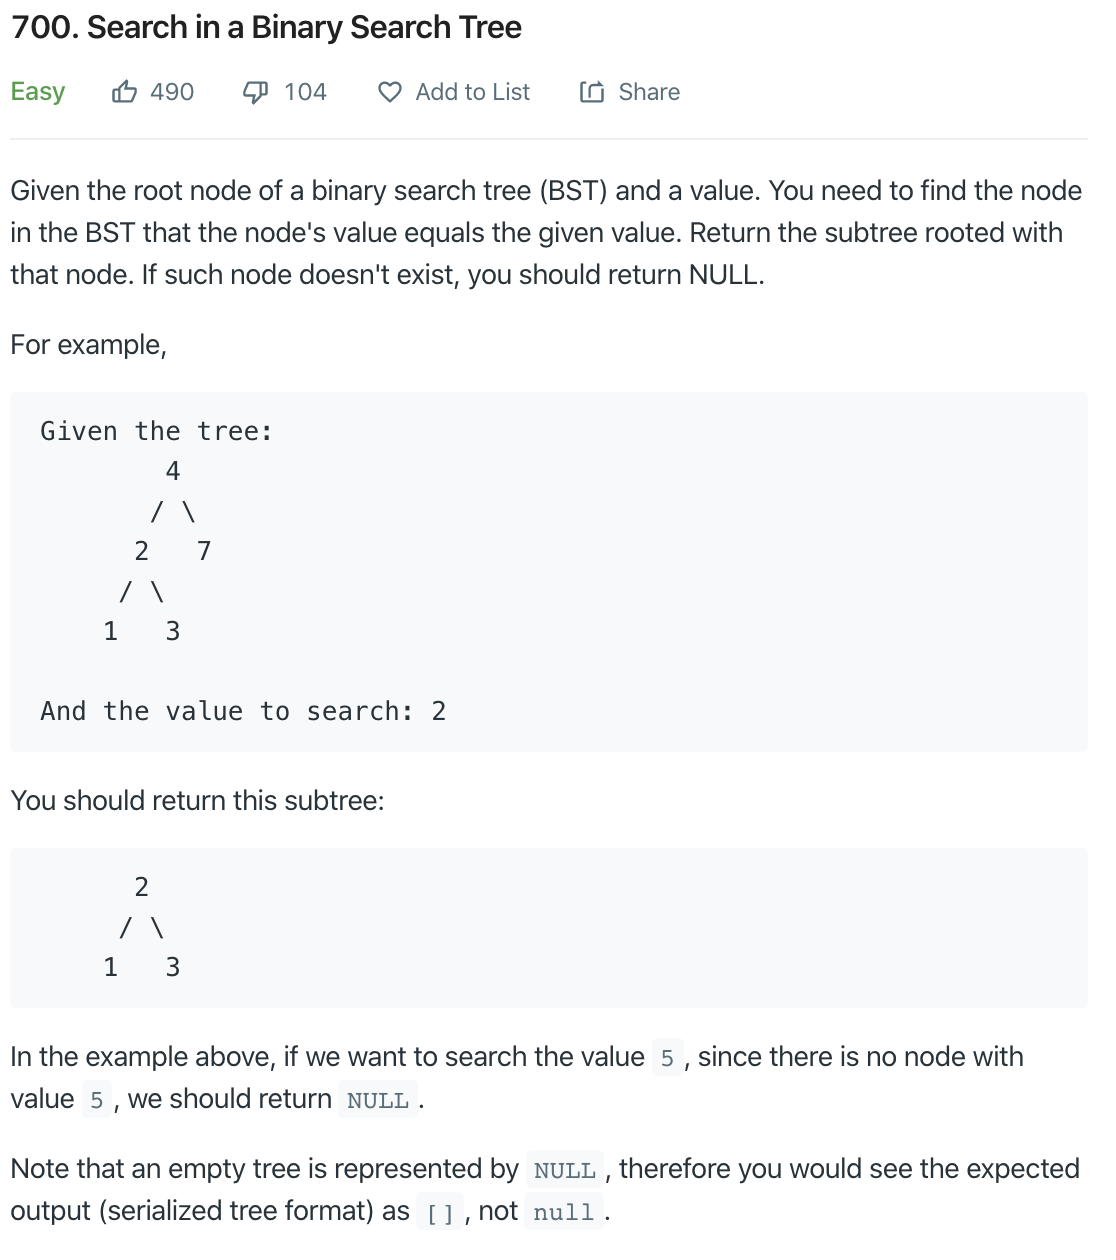 700. Search in a Binary Search Tree
Easy 490 104 Add to List Share
Given the root node of a binary search tree (BST) and a value. You need to find the node
in the BST that the node's value equals the given value. Return the subtree rooted with
that node. If such node doesn't exist, you should return NULL.
For example,
Given the tree:
        4
       / \
      2   7
     / \
    1   3
And the value to search: 2
You should return this subtree:
      2
     / \
    1   3
In the example above, if we want to search the value 5, since there is no node with
value 5, we should return NULL.
Note that an empty tree is represented by NULL, therefore you would see the expected
output (serialized tree format) as [], not null.